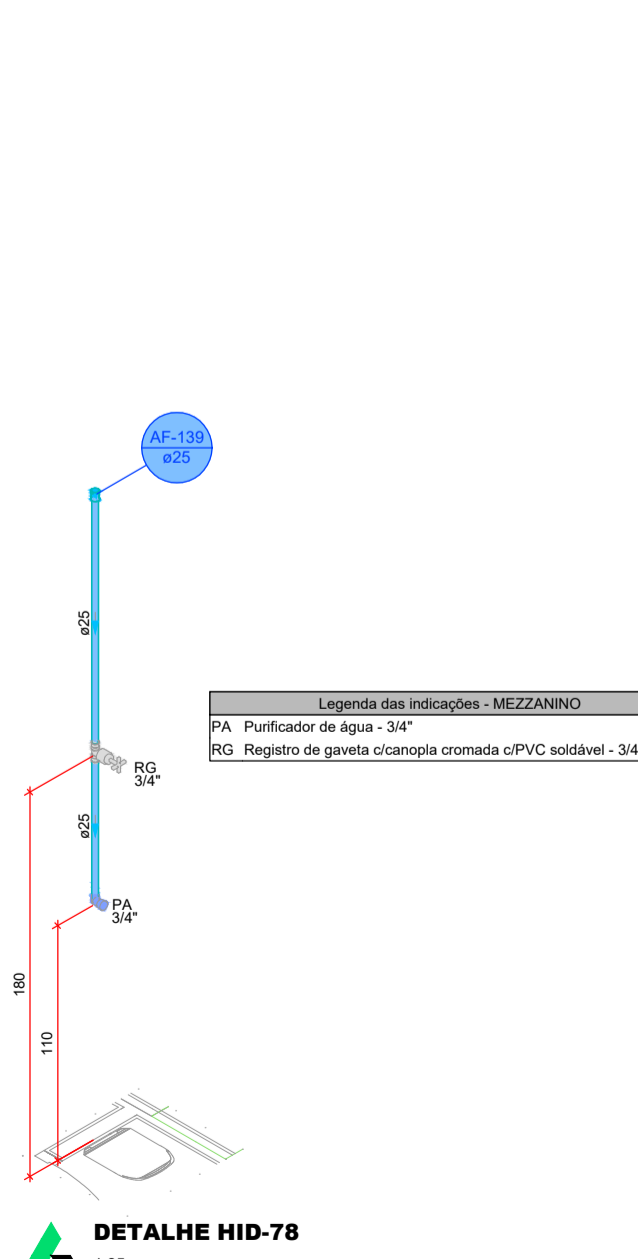 AF-139
ø25
ø25
Legenda das indicações - MEZZANINO
PA Purificador de água - 3/4"
RG Registro de gaveta c/canopla cromada c/PVC soldável - 3/4
RG
3/4"
ø25
PA
3/4"
180
110
DETALHE HID-78